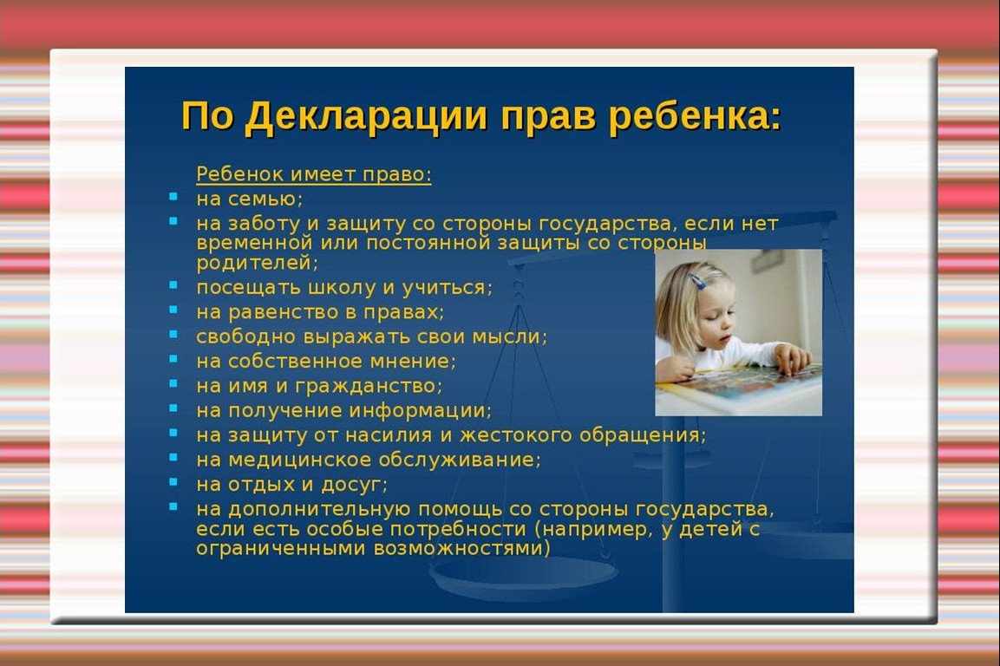 По Декларации прав ребенка:
Ребенок имеет право:
на семью;
на заботу и защиту со стороны государства, если нет
временной или постоянной защиты со стороны
родителей;
посещать школу и учиться;
на равенство в правах;
свободно выражать свои мысли;
на собственное мнение;
на имя и гражданство;
на получение информации;
на защиту от насилия и жестокого обращения;
на медицинское обслуживание;
на отдых и досуг;
на дополнительную помощь со стороны государства,
если есть особые потребности (например, у детей с
ограниченными возможностями)